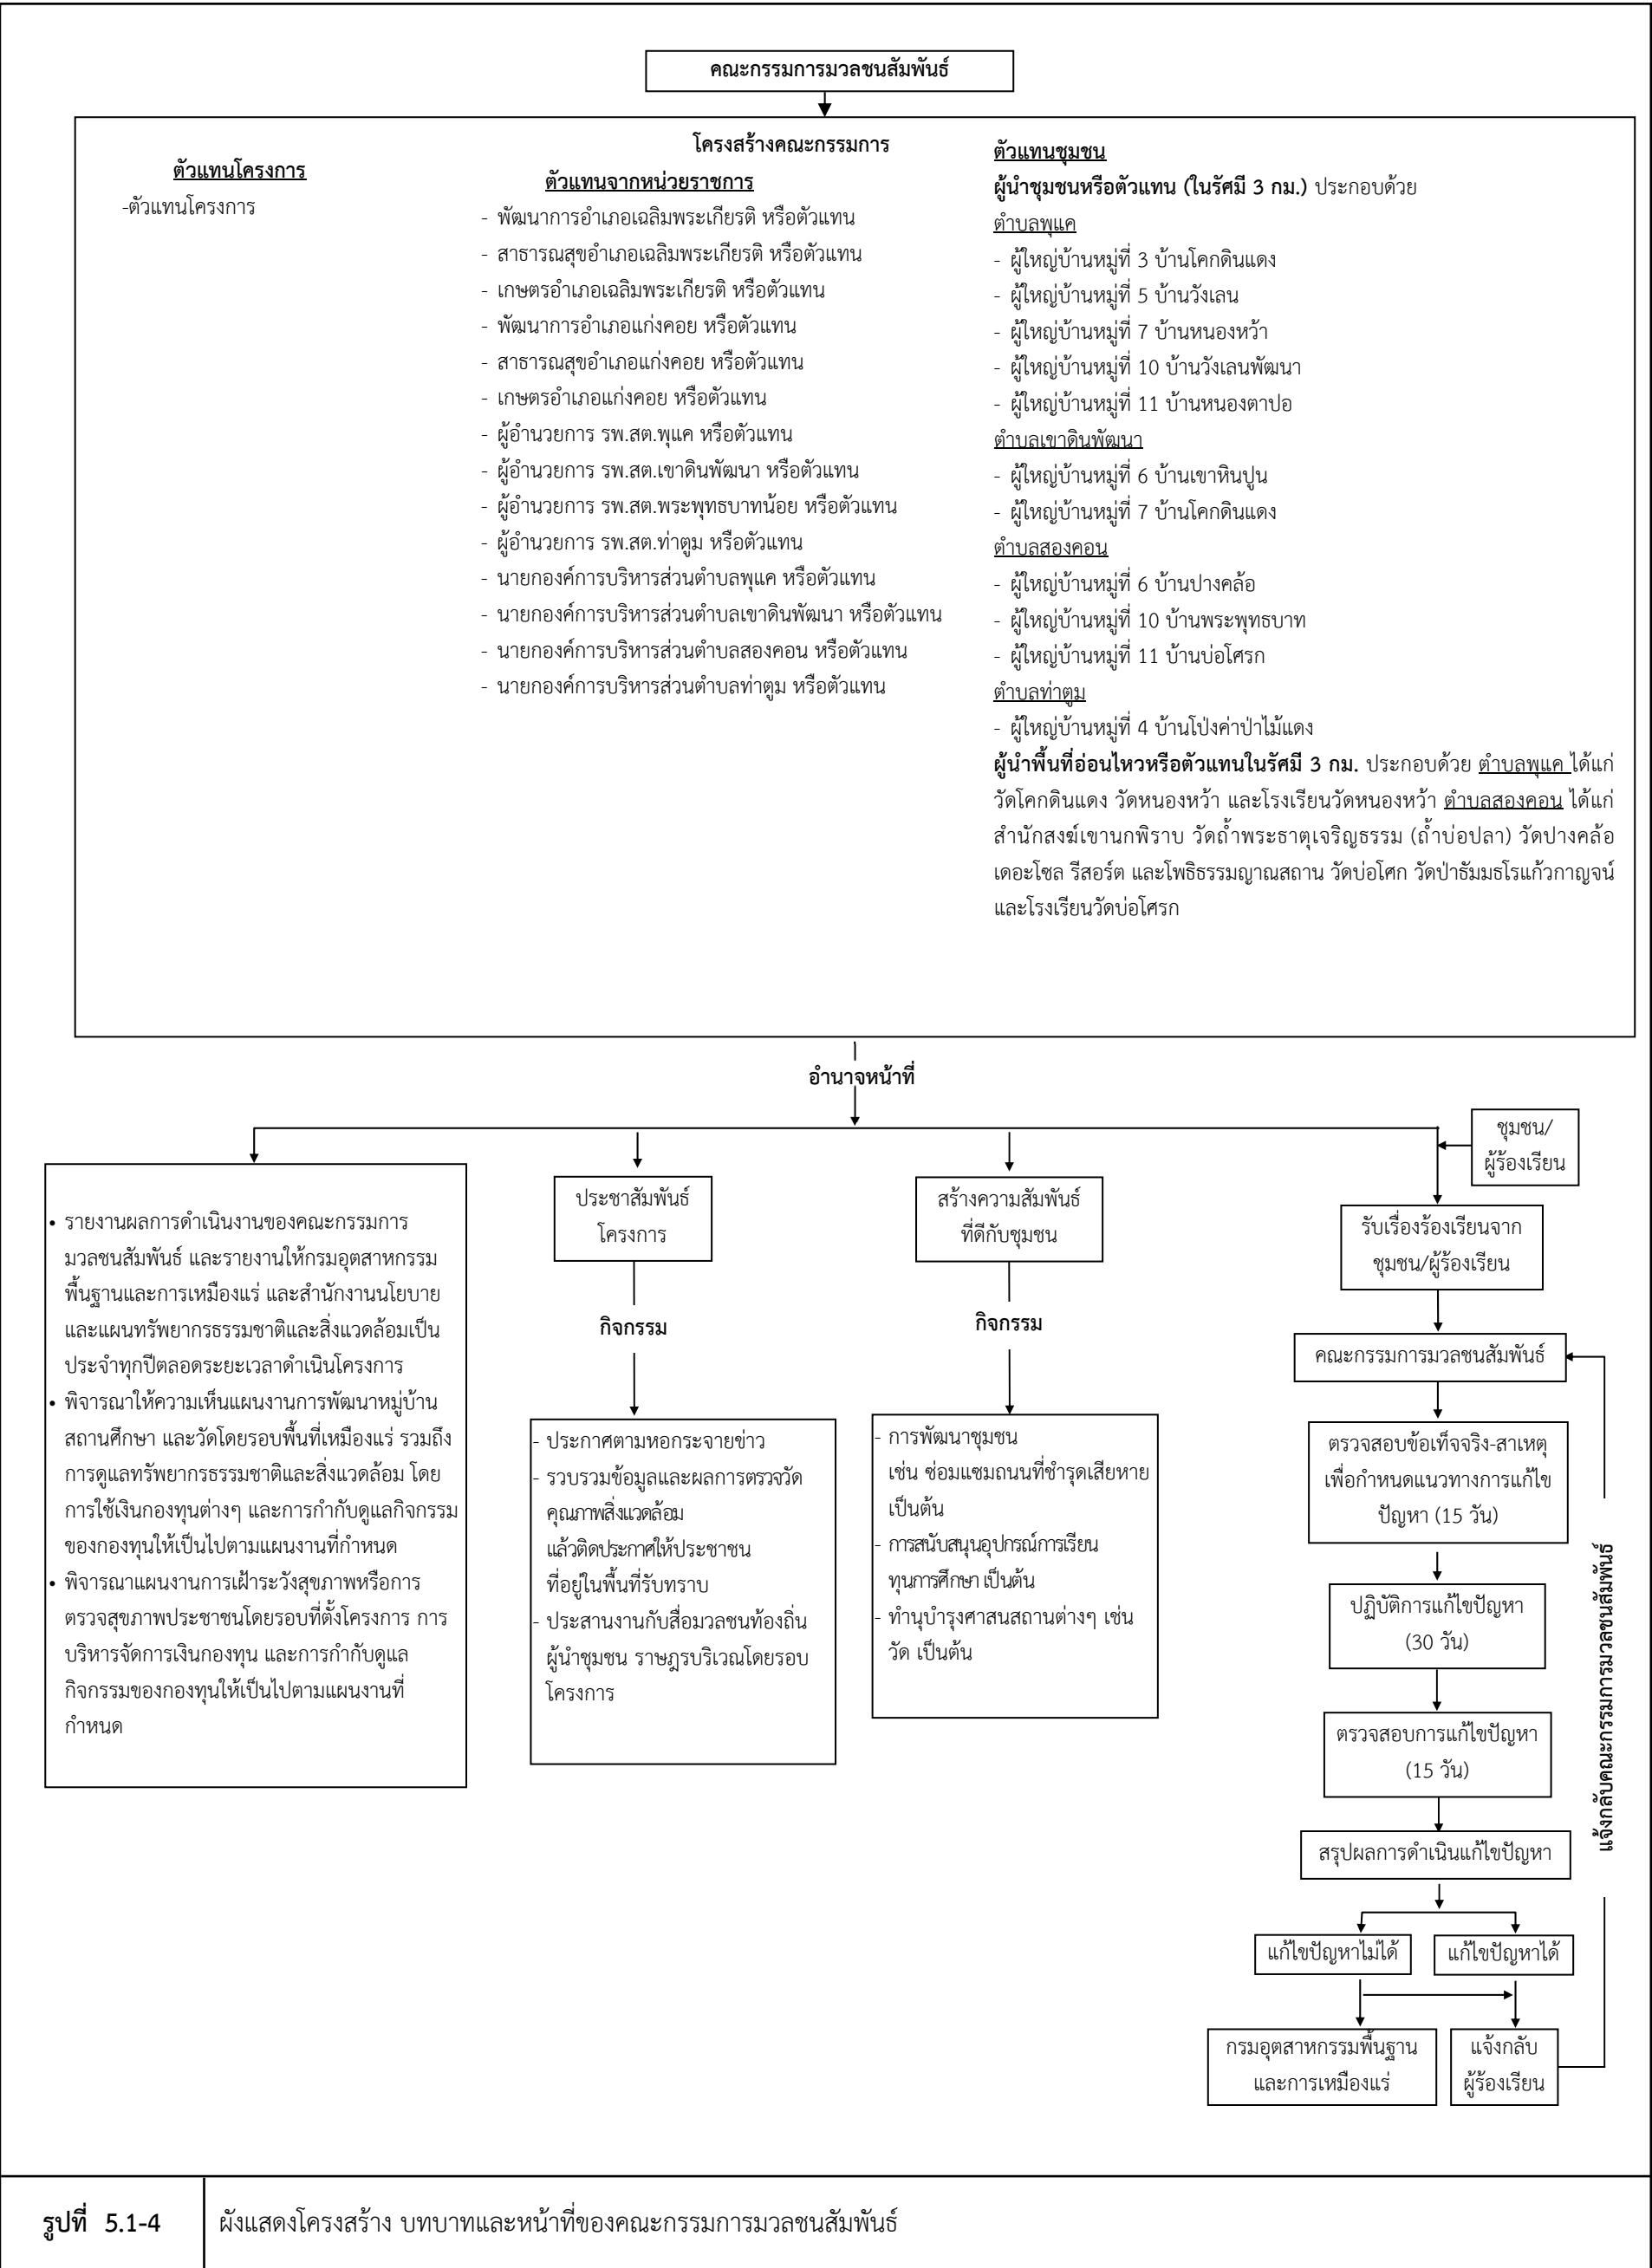 คณะกรรมการมวลชนสัมพันธ์
โครงสร้างคณะกรรมการ
ตัวแทนโครงการ
-ตัวแทนโครงการ
ตัวแทนจากหน่วยราชการ
- พัฒนาการอำเภอเฉลิมพระเกียรติ หรือตัวแทน
- สาธารณสุขอำเภอเฉลิมพระเกียรติ หรือตัวแทน
- เกษตรอำเภอเฉลิมพระเกียรติ หรือตัวแทน
- พัฒนาการอำเภอแก่งคอย หรือตัวแทน
- สาธารณสุขอำเภอแก่งคอย หรือตัวแทน
- เกษตรอำเภอแก่งคอย หรือตัวแทน
- ผู้อำนวยการ รพ.สต.พุแค หรือตัวแทน
- ผู้อำนวยการ รพ.สต.เขาดินพัฒนา หรือตัวแทน
- ผู้อำนวยการ รพ.สต.พระพุทธบาทน้อย หรือตัวแทน
- ผู้อำนวยการ รพ.สต.ท่าตูม หรือตัวแทน
- นายกองค์การบริหารส่วนตำบลพุแค หรือตัวแทน
- นายกองค์การบริหารส่วนตำบลเขาดินพัฒนา หรือตัวแทน
- นายกองค์การบริหารส่วนตำบลสองคอน หรือตัวแทน
- นายกองค์การบริหารส่วนตำบลท่าตูม หรือตัวแทน
ตัวแทนชุมชน
ผู้นำชุมชนหรือตัวแทน (ในรัศมี 3 กม.) ประกอบด้วย
ตำบลพุแค
- ผู้ใหญ่บ้านหมู่ที่ 3 บ้านโคกดินแดง
- ผู้ใหญ่บ้านหมู่ที่ 5 บ้านวังเลน
- ผู้ใหญ่บ้านหมู่ที่ 7 บ้านหนองหว้า
- ผู้ใหญ่บ้านหมู่ที่ 10 บ้านวังเลนพัฒนา
- ผู้ใหญ่บ้านหมู่ที่ 11 บ้านหนองตาปอ
ตำบลเขาดินพัฒนา
- ผู้ใหญ่บ้านหมู่ที่ 6 บ้านเขาหินปูน
- ผู้ใหญ่บ้านหมู่ที่ 7 บ้านโคกดินแดง
ตำบลสองคอน
- ผู้ใหญ่บ้านหมู่ที่ 6 บ้านปางคล้อ
- ผู้ใหญ่บ้านหมู่ที่ 10 บ้านพระพุทธบาท
- ผู้ใหญ่บ้านหมู่ที่ 11 บ้านบ่อโศรก
ตำบลท่าตูม
- ผู้ใหญ่บ้านหมู่ที่ 4 บ้านโป่งค่าป่าไม้แดง
ผู้นำพื้นที่อ่อนไหวหรือตัวแทนในรัศมี 3 กม. ประกอบด้วย ตำบลพุแค ได้แก่
วัดโคกดินแดง วัดหนองหว้า และโรงเรียนวัดหนองหว้า ตำบลสองคอน ได้แก่
สำนักสงฆ์เขานกพิราบ วัดถ้ำพระธาตุเจริญธรรม (ถ้ำบ่อปลา) วัดปางคล้อ
เดอะโซล รีสอร์ต และโพธิธรรมญาณสถาน วัดบ่อโศก วัดป่าธัมมธโรแก้วกาญจน์
และโรงเรียนวัดบ่อโศรก
อำนาจหน้าที่
• รายงานผลการดำเนินงานของคณะกรรมการ
มวลชนสัมพันธ์ และรายงานให้กรมอุตสาหกรรม
พื้นฐานและการเหมืองแร่ และสำนักงานนโยบาย
และแผนทรัพยากรธรรมชาติและสิ่งแวดล้อมเป็น
ประจำทุกปีตลอดระยะเวลาดำเนินโครงการ
• พิจารณาให้ความเห็นแผนงานการพัฒนาหมู่บ้าน
สถานศึกษา และวัดโดยรอบพื้นที่เหมืองแร่ รวมถึง
การดูแลทรัพยากรธรรมชาติและสิ่งแวดล้อม โดย
การใช้เงินกองทุนต่างๆ และการกำกับดูแลกิจกรรม
ของกองทุนให้เป็นไปตามแผนงานที่กำหนด
• พิจารณาแผนงานการเฝ้าระวังสุขภาพหรือการ
ตรวจสุขภาพประชาชนโดยรอบที่ตั้งโครงการ การ
บริหารจัดการเงินกองทุน และการกำกับดูแล
กิจกรรมของกองทุนให้เป็นไปตามแผนงานที่
กำหนด
ประชาสัมพันธ์
โครงการ
กิจกรรม
- ประกาศตามหอกระจายข่าว
- รวบรวมข้อมูลและผลการตรวจวัด
คุณภาพสิ่งแวดล้อม
แล้วติดประกาศให้ประชาชน
ที่อยู่ในพื้นที่รับทราบ
- ประสานงานกับสื่อมวลชนท้องถิ่น
ผู้นำชุมชน ราษฎรบริเวณโดยรอบ
โครงการ
สร้างความสัมพันธ์
ที่ดีกับชุมชน
กิจกรรม
- การพัฒนาชุมชน
เช่น ซ่อมแซมถนนที่ชำรุดเสียหาย
เป็นต้น
- การสนับสนุนอุปกรณ์การเรียน
ทุนการศึกษา เป็นต้น
- ทำนุบำรุงศาสนสถานต่างๆ เช่น
วัด เป็นต้น
ชุมชน/
ผู้ร้องเรียน
รับเรื่องร้องเรียนจาก
ชุมชน/ผู้ร้องเรียน
คณะกรรมการมวลชนสัมพันธ์
ตรวจสอบข้อเท็จจริง-สาเหตุ
เพื่อกำหนดแนวทางการแก้ไข
ปัญหา (15 วัน)
ปฏิบัติการแก้ไขปัญหา
(30 วัน)
ตรวจสอบการแก้ไขปัญหา
(15 วัน)
สรุปผลการดำเนินแก้ไขปัญหา
แก้ไขปัญหาไม่ได้
แก้ไขปัญหาได้
กรมอุตสาหกรรมพื้นฐาน
และการเหมืองแร่
แจ้งกลับ
ผู้ร้องเรียน
แจ้งกลับคณะกรรมการมวลชนสัมพันธ์
รูปที่ 5.1-4
ผังแสดงโครงสร้าง บทบาทและหน้าที่ของคณะกรรมการมวลชนสัมพันธ์